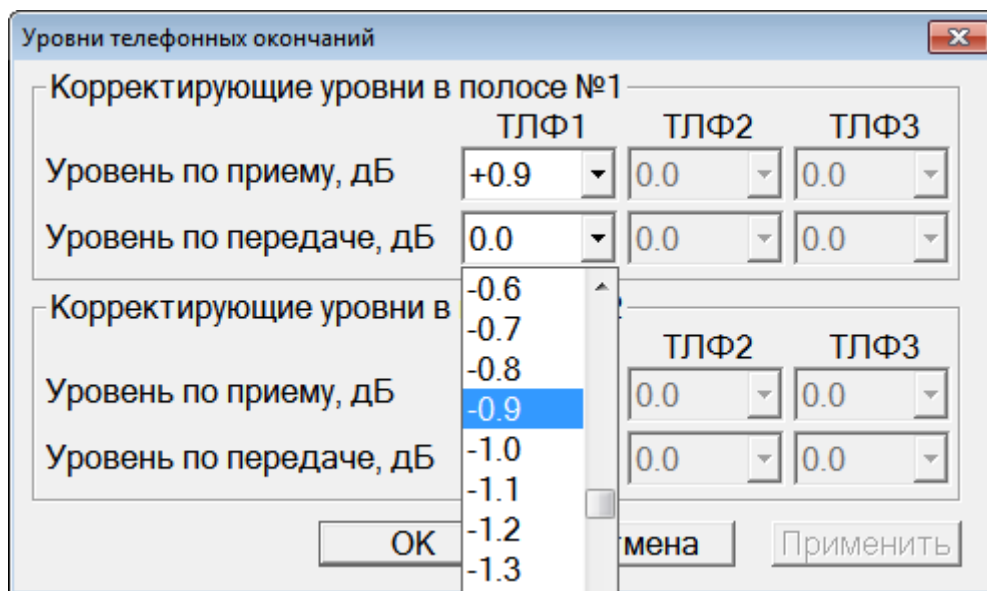 Уровни телефонных окончаний
Корректирующие уровни в полосе №1
ТЛФ1 ТЛФ2 ТЛФ3
Уровень по приему, дБ +0.9 0.0 0.0
Уровень по передаче, дБ 0.0 0.0 0.0
-0.6
-0.7
-0.8
-0.9
-1.0
-1.1
-1.2
-1.3
Корректирующие уровни в
ТЛФ2 ТЛФ3
Уровень по приему, дБ 0.0 0.0
Уровень по передаче, дБ 0.0 0.0
OK мена Применить